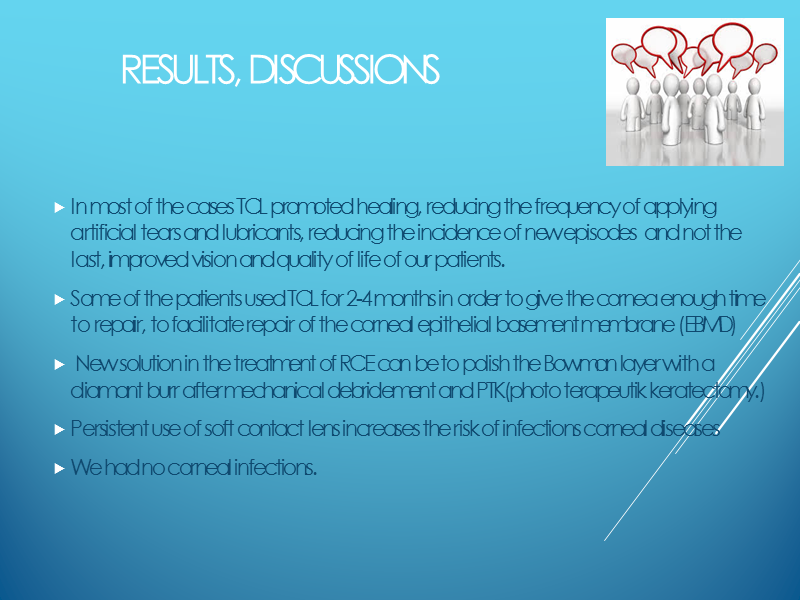 RESULTS, DISCUSSIONS
In most of the cases TCL promoted healing, reducing the frequency of applying
artificial tears and lubricants, reducing the incidence of new episodes and not the
last, improved vision and quality of life of our patients.
Some of the patients used TCL for 2-4 months in order to give the cornea enough time
to repair, to facilitate repair of the corneal epithelial basement membrane (EBMD)
New solution in the treatment of RCE can be to polish the Bowman layer with a
diamant burr after mechanical debridement and PTK(photo terapeutik keratectomy.)
Persistent use of soft contact lens increases the risk of infections corneal diseases
We had no corneal infections.